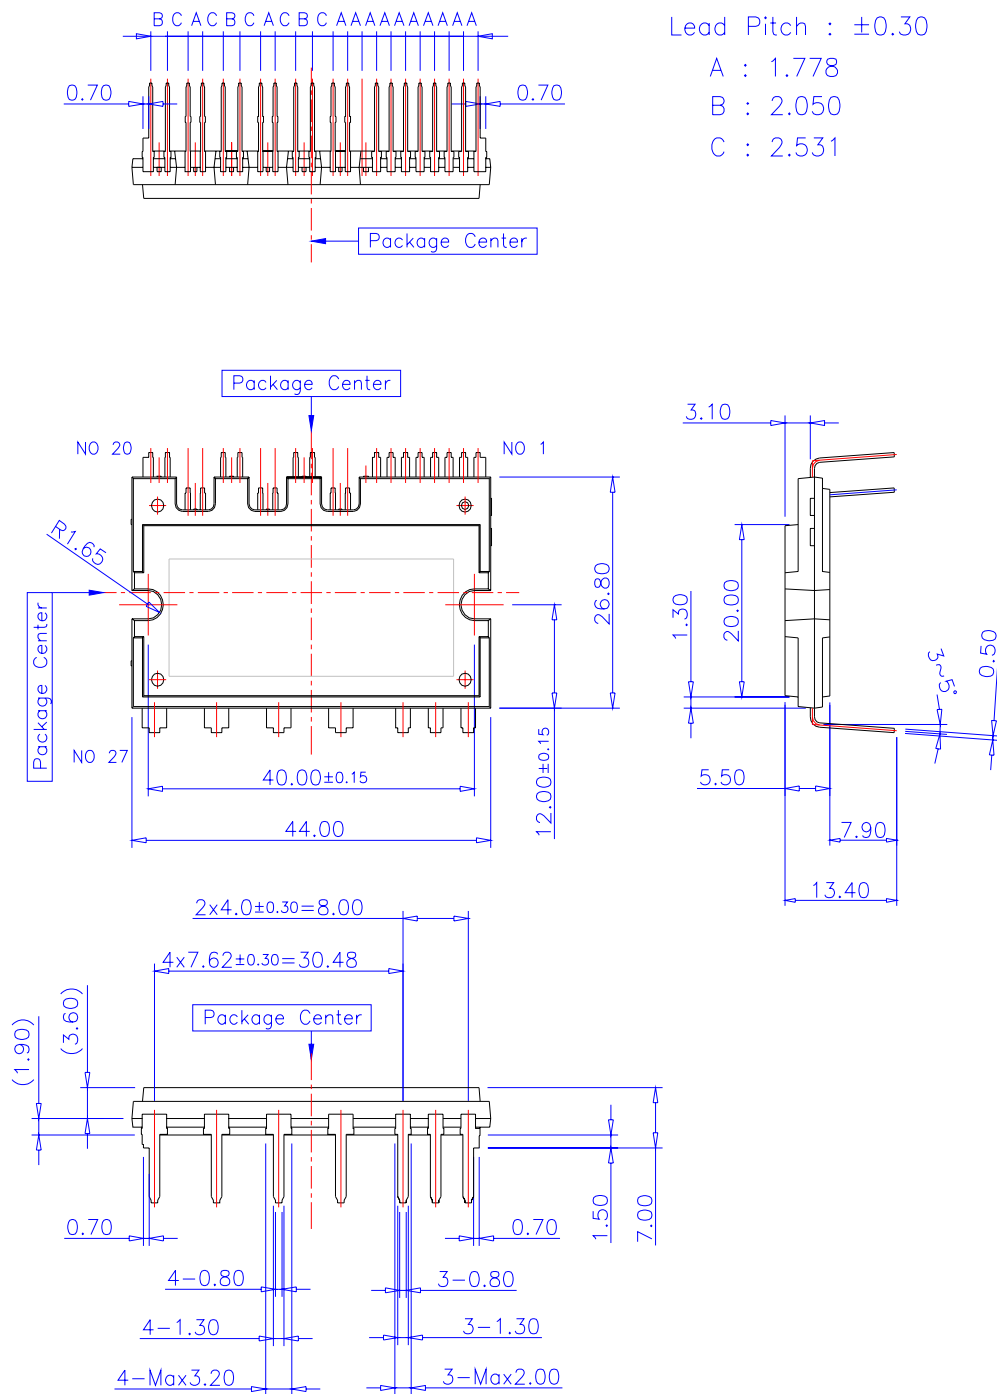 B C A C B C A C B C A A A A A A A A A A
Lead Pitch : ±0.30
A : 1.778
B : 2.050
C : 2.531
0.70
0.70
Package Center
Package Center
NO 20
NO 1
R1.65
Package Center
NO 27
26.80
12.00±0.15
40.00±0.15
44.00
3.10
1.30
20.00
3~5°
0.50
5.50
7.90
13.40
2x4.0±0.30=8.00
4x7.62±0.30=30.48
Package Center
(1.90)
(3.60)
1.50
7.00
0.70
0.70
4-0.80
3-0.80
4-1.30
3-1.30
4-Max3.20
3-Max2.00